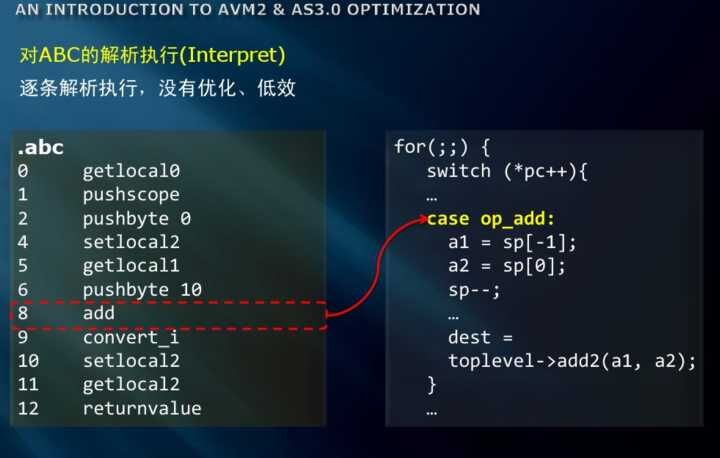 AN INTRODUCTION TO AVM2 & AS3.0 OPTIMIZATION
对ABC的解析执行(Interpret)
逐条解析执行，没有优化、低效
.abc
0 getlocal0
1 pushscope
2 pushbyte 0
4 setlocal2
5 getlocal1
6 pushbyte 10
8 add
9 convert_i
10 setlocal2
11 getlocal2
12 returnvalue
for(;;) {
switch (*pc++){
…
case op_add:
a1 = sp[-1];
a2 = sp[0];
sp--;
…
dest =
toplevel->add2(a1, a2);
}
…